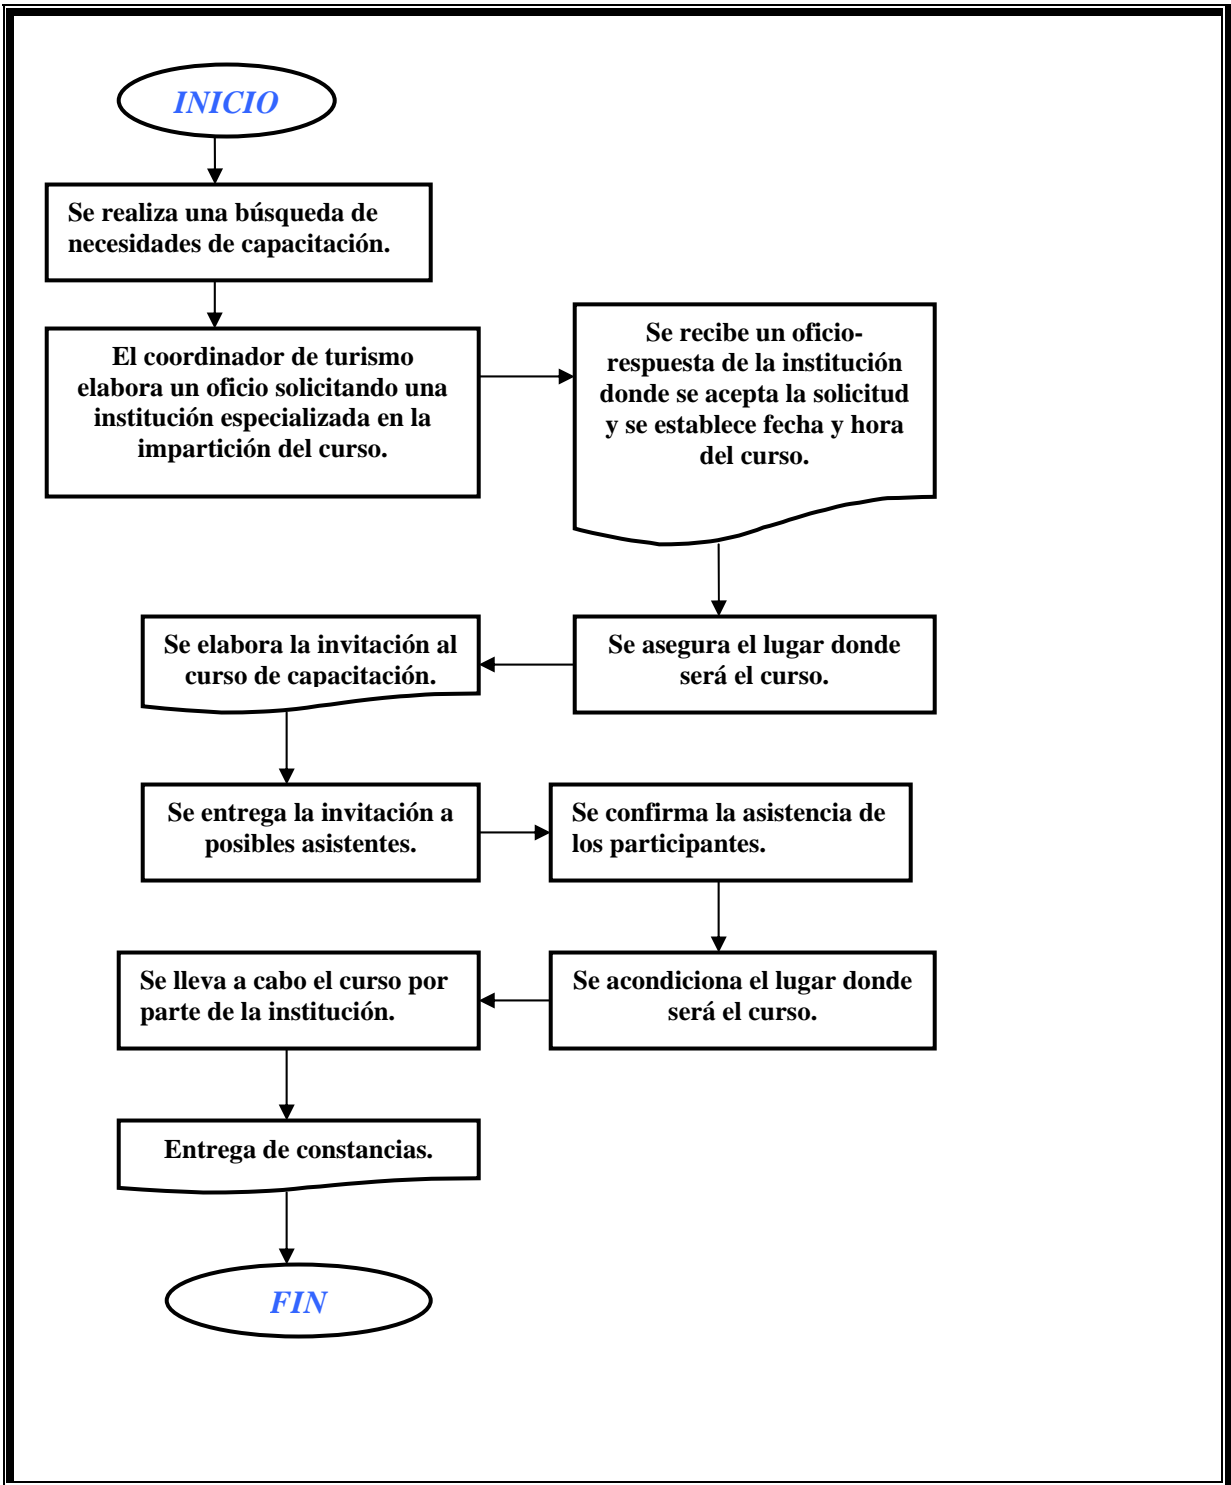 INICIO
Se realiza una búsqueda de
necesidades de capacitación.
El coordinador de turismo
elabora un oficio solicitando una
institución especializada en la
impartición del curso.
Se recibe un oficio-
respuesta de la institución
donde se acepta la solicitud
y se establece fecha y hora
del curso.
Se asegura el lugar donde
será el curso.
Se elabora la invitación al
curso de capacitación.
Se entrega la invitación a
posibles asistentes.
Se confirma la asistencia de
los participantes.
Se acondiciona el lugar donde
será el curso.
Se lleva a cabo el curso por
parte de la institución.
Entrega de constancias.
FIN